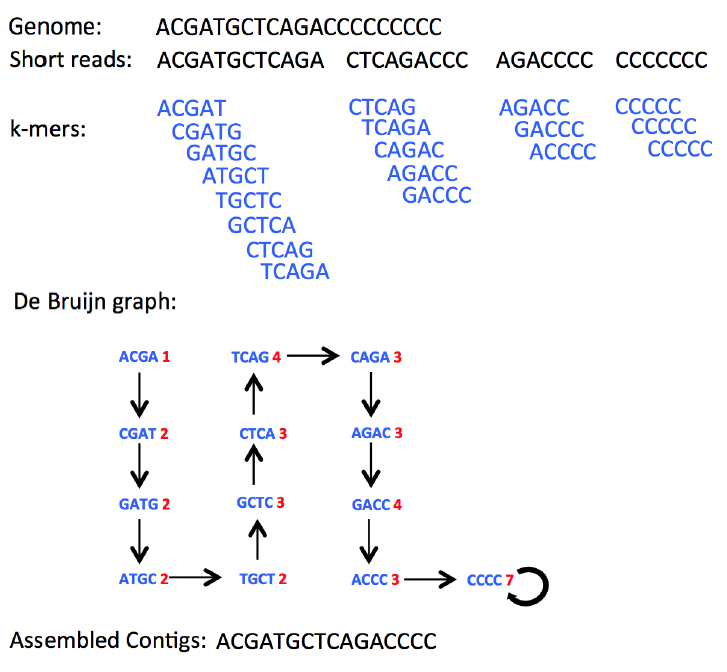 Genome: ACGATGCTCAGACCCCCCCCC
Short reads: ACGATGCTCAGA CTCAGACCC AGACCCC CCCCCCC
k-mers:
ACGAT CTCAG AGACC CCCCC
CGATG TCAGA GACCC CCCCC
GATGC CAGAC ACCCC CCCCC
ATGCT AGACC
TGCTC GACCC
GCTCA
CTCAG
TCAGA
De Bruijn graph:
ACGA 1 TCAG 4 CAGA 3
CGAT 2 CTCA 3 AGAC 3
GATG 2 GCTC 3 GACC 4
ATGC 2 TGCT 2 ACCC 3 CCCC 7
Assembled Contigs: ACGATGCTCAGACCCC